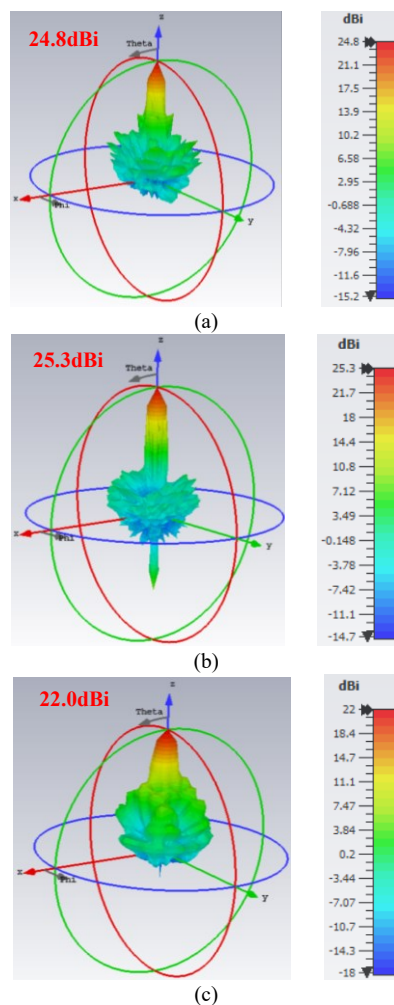 24.8dBi
z
Theta
x
Phi
y
dBi
24.8
21.1
17.5
13.9
10.2
6.58
2.95
-0.688
-4.32
-7.96
-11.6
-15.2
(a)
25.3dBi
z
Theta
x
Phi
y
dBi
25.3
21.7
18
14.4
10.8
7.12
3.49
-0.148
-3.78
-7.42
-11.1
-14.7
(b)
22.0dBi
z
Theta
x
Phi
y
dBi
22
18.4
14.7
11.1
7.47
3.84
0.2
-3.44
-7.07
-10.7
-14.3
-18
(c)